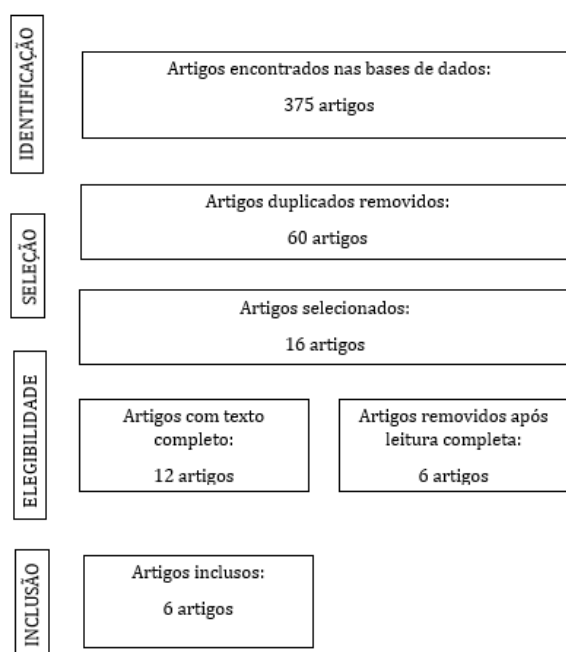 IDENTIFICAÇÃO
Artigos encontrados nas bases de dados:
375 artigos
SELEÇÃO
Artigos duplicados removidos:
60 artigos
Artigos selecionados:
16 artigos
ELEGIBILIDADE
Artigos com texto
completo:
12 artigos
Artigos removidos após
leitura completa:
6 artigos
INCLUSÃO
Artigos inclusos:
6 artigos